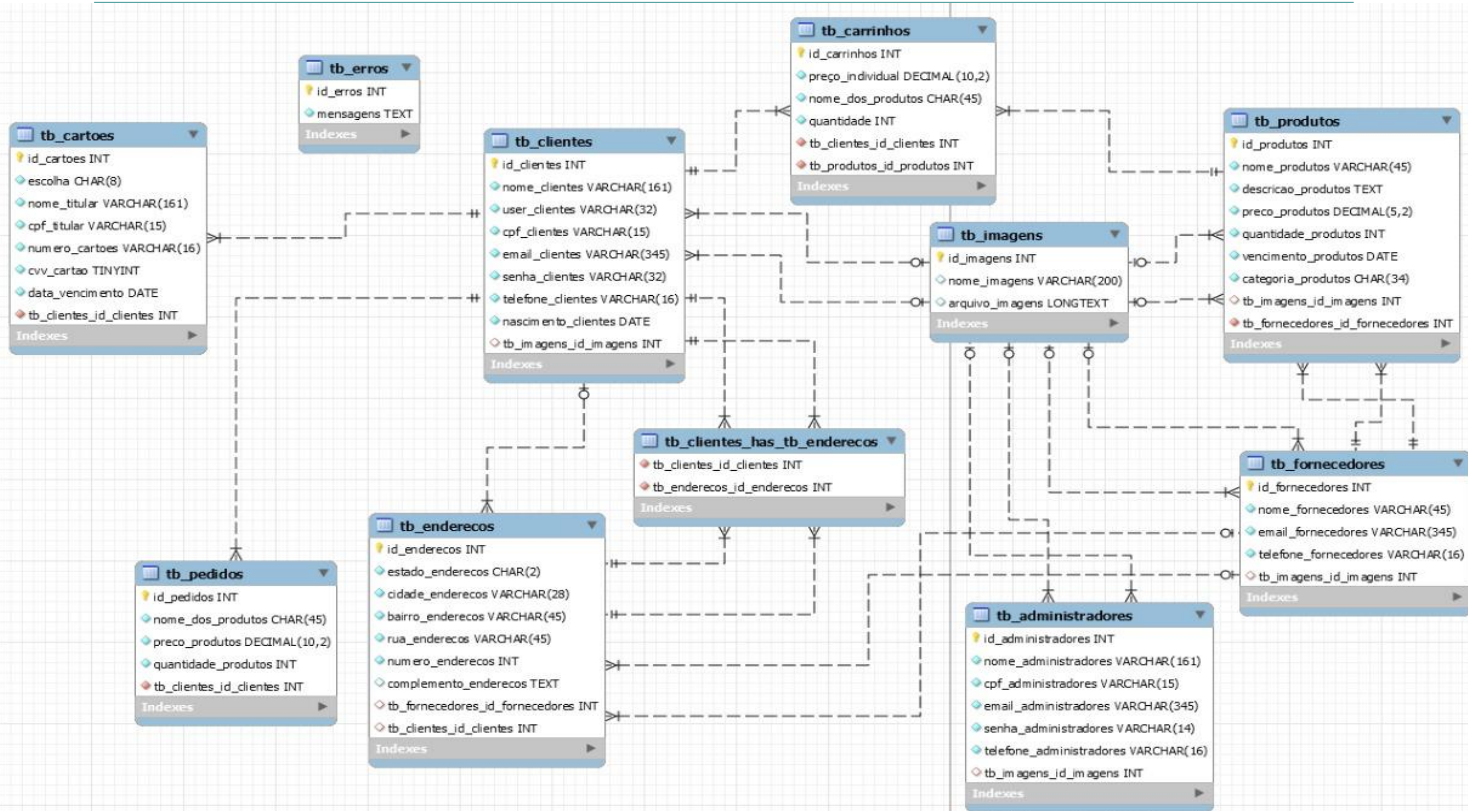 tb_carrinhos
id_carrinhos INT
preço_individual DECIMAL(10,2)
nome_dos_produtos CHAR(45)
quantidade INT
tb_clientes_id_clientes INT
tb_produtos_id_produtos INT
Indexes
tb_erros
id_erros INT
mensagens TEXT
Indexes
tb_cartoes
id_cartoes INT
escolha CHAR(8)
nome_titular VARCHAR(161)
cpf_titular VARCHAR(15)
numero_cartoes VARCHAR(16)
cvv_cartao TINYINT
data_vencimento DATE
tb_clientes_id_clientes INT
Indexes
tb_clientes
id_clientes INT
nome_clientes VARCHAR(161)
user_clientes VARCHAR(32)
cpf_clientes VARCHAR(15)
email_clientes VARCHAR(345)
senha_clientes VARCHAR(32)
telefone_clientes VARCHAR(16)
nascimento_clientes DATE
tb_imagens_id_imagens INT
Indexes
tb_produtos
id_produtos INT
nome_produtos VARCHAR(45)
descricao_produtos TEXT
preco_produtos DECIMAL(5,2)
quantidade_produtos INT
vencimento_produtos DATE
categoria_produtos CHAR(34)
tb_imagens_id_imagens INT
tb_fornecedores_id_fornecedores INT
Indexes
tb_imagens
id_imagens INT
nome_imagens VARCHAR(200)
arquivo_imagens LONGTEXT
Indexes
tb_clientes_has_tb_enderecos
tb_clientes_id_clientes INT
tb_enderecos_id_enderecos INT
Indexes
tb_fornecedores
id_fornecedores INT
nome_fornecedores VARCHAR(45)
email_fornecedores VARCHAR(345)
telefone_fornecedores VARCHAR(16)
tb_imagens_id_imagens INT
Indexes
tb_enderecos
id_enderecos INT
estado_enderecos CHAR(2)
cidade_enderecos VARCHAR(28)
bairro_enderecos VARCHAR(45)
rua_enderecos VARCHAR(45)
numero_enderecos INT
complemento_enderecos TEXT
tb_fornecedores_id_fornecedores INT
tb_clientes_id_clientes INT
Indexes
tb_pedidos
id_pedidos INT
nome_dos_produtos CHAR(45)
preco_produtos DECIMAL(10,2)
quantidade_produtos INT
tb_clientes_id_clientes INT
Indexes
tb_administradores
id_administradores INT
nome_administradores VARCHAR(161)
cpf_administradores VARCHAR(15)
email_administradores VARCHAR(345)
senha_administradores VARCHAR(14)
telefone_administradores VARCHAR(16)
tb_imagens_id_imagens INT
Indexes